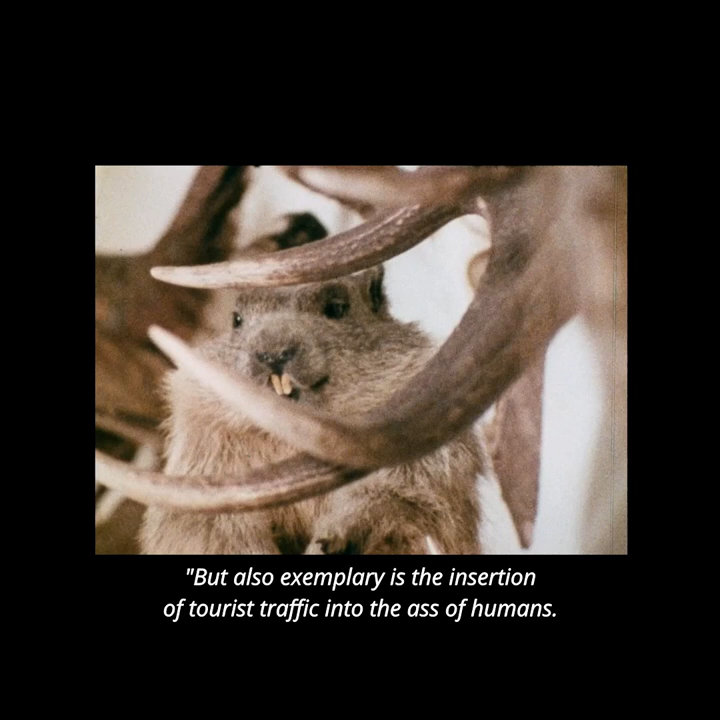 "But also exemplary is the insertion
of tourist traffic into the ass of humans.